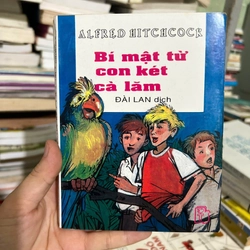 ALFRED HITCHCOCK
Bí mật từ
con két
cà lăm
ĐÀI LAN dịch